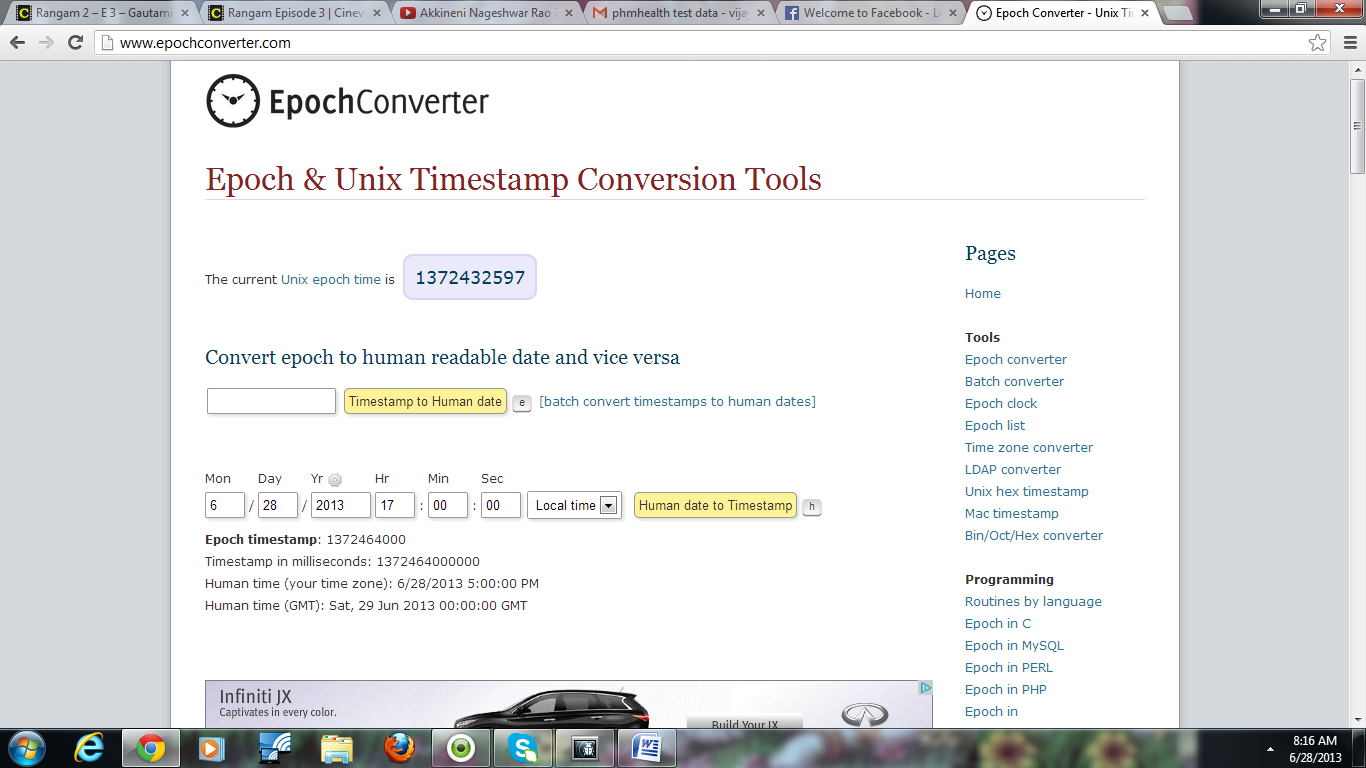 Rangam 2 – E 3 – Gautami
Rangam Episode 3 | Cinev
Akkineni Nageshwar Rao
phrmhealth test data - vija
Welcome to Facebook - L
Epoch Converter - Unix Ti
www.epochconverter.com
EpochConverter
Epoch & Unix Timestamp Conversion Tools
The current Unix epoch time is 1372432597
Convert epoch to human readable date and vice versa
Timestamp to Human date e [batch convert timestamps to human dates]
Mon Day Yr Hr Min Sec
6 / 28 / 2013 17 : 00 : 00 Local time Human date to Timestamp h
Epoch timestamp: 1372464000
Timestamp in milliseconds: 1372464000000
Human time (your time zone): 6/28/2013 5:00:00 PM
Human time (GMT): Sat, 29 Jun 2013 00:00:00 GMT
Infiniti JX
Captivates in every color.
Build Your JX
Pages
Home
Tools
Epoch converter
Batch converter
Epoch clock
Epoch list
Time zone converter
LDAP converter
Unix hex timestamp
Mac timestamp
Bin/Oct/Hex converter
Programming
Routines by language
Epoch in C
Epoch in MySQL
Epoch in PERL
Epoch in PHP
Epoch in
8:16 AM
6/28/2013